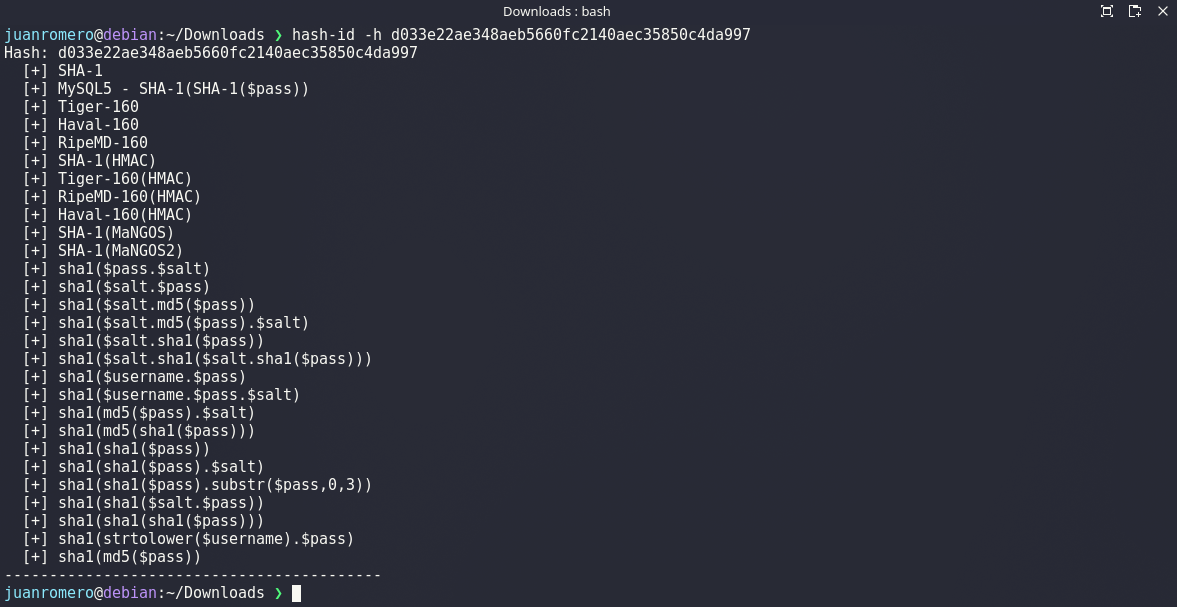 Downloads : bash
juanromero@debian:~/Downloads ❯ hash-id -h d033e22ae348aeb5660fc2140aec35850c4da997
Hash: d033e22ae348aeb5660fc2140aec35850c4da997
  [+] SHA-1
  [+] MySQL5 - SHA-1(SHA-1($pass))
  [+] Tiger-160
  [+] Haval-160
  [+] RipeMD-160
  [+] SHA-1(HMAC)
  [+] Tiger-160(HMAC)
  [+] RipeMD-160(HMAC)
  [+] Haval-160(HMAC)
  [+] SHA-1(MaNGOS)
  [+] SHA-1(MaNGOS2)
  [+] sha1($pass.$salt)
  [+] sha1($salt.$pass)
  [+] sha1($salt.md5($pass))
  [+] sha1($salt.md5($pass).$salt)
  [+] sha1($salt.sha1($pass))
  [+] sha1($salt.sha1($salt.sha1($pass)))
  [+] sha1($username.$pass)
  [+] sha1($username.$pass.$salt)
  [+] sha1(md5($pass).$salt)
  [+] sha1(md5(sha1($pass)))
  [+] sha1(sha1($pass))
  [+] sha1(sha1($pass).$salt)
  [+] sha1(sha1($pass).substr($pass,0,3))
  [+] sha1(sha1($salt.$pass))
  [+] sha1(sha1(sha1($pass)))
  [+] sha1(strtolower($username).$pass)
  [+] sha1(md5($pass))
------------------------------------------
juanromero@debian:~/Downloads ❯